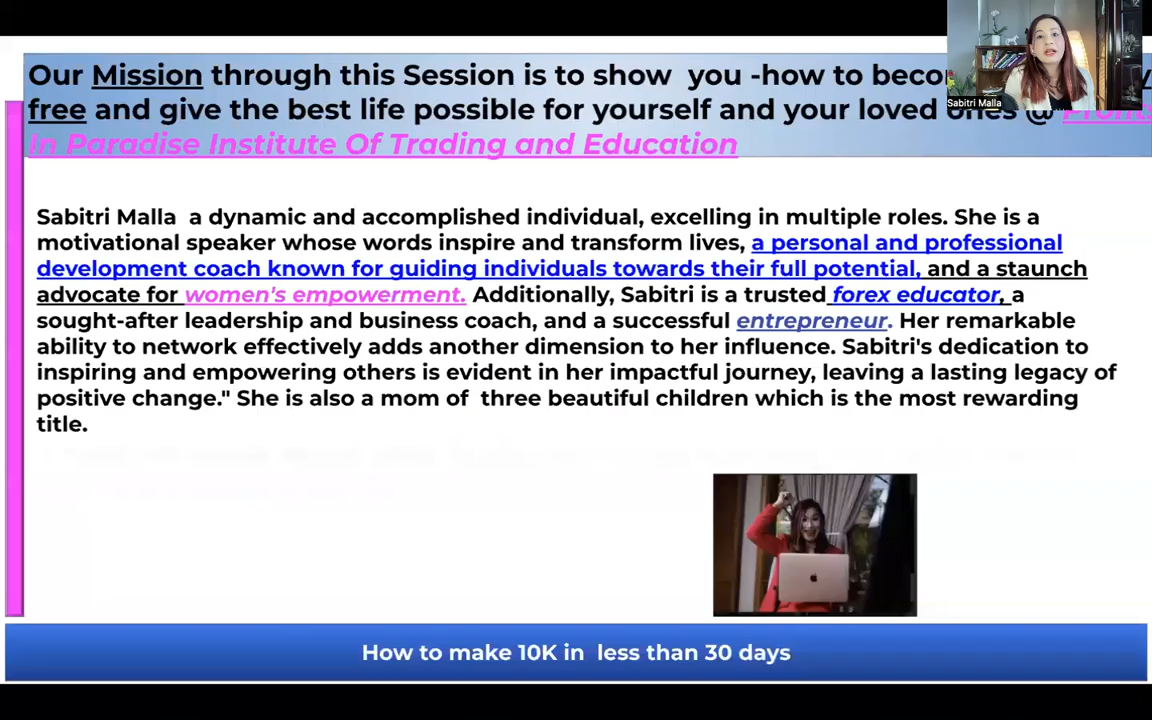 Our Mission through this Session is to show  you -how to
free and give the best life possible for yourself and your loved ones @
In Paradise Institute Of Trading and Education
Sabitri Malla
Sabitri Malla  a dynamic and accomplished individual, excelling in multiple roles. She is a
motivational speaker whose words inspire and transform lives, a personal and professional
development coach known for guiding individuals towards their full potential, and a staunch
advocate for women's empowerment. Additionally, Sabitri is a trusted forex educator, a
sought-after leadership and business coach, and a successful entrepreneur. Her remarkable
ability to network effectively adds another dimension to her influence. Sabitri's dedication to
inspiring and empowering others is evident in her impactful journey, leaving a lasting legacy of
positive change." She is also a mom of  three beautiful children which is the most rewarding
title.
How to make 10K in  less than 30 days